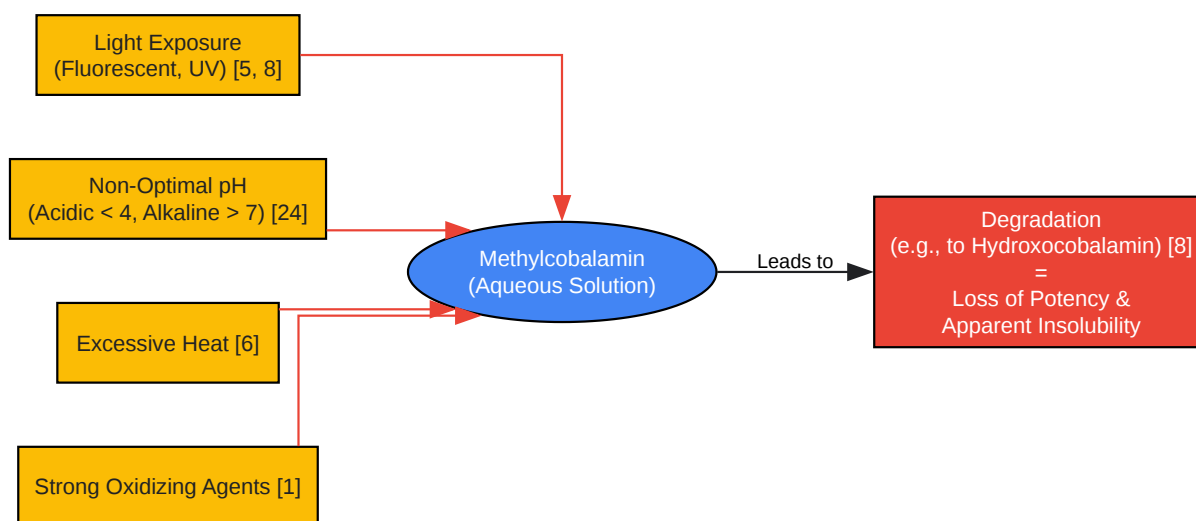 Light Exposure
(Fluorescent, UV) [5, 8]
Non-Optimal pH
(Acidic < 4, Alkaline > 7) [24]
Excessive Heat [6]
Strong Oxidizing Agents [1]
Methylcobalamin
(Aqueous Solution)
Leads to
Degradation
(e.g., to Hydroxocobalamin) [8]
=
Loss of Potency &
Apparent Insolubility